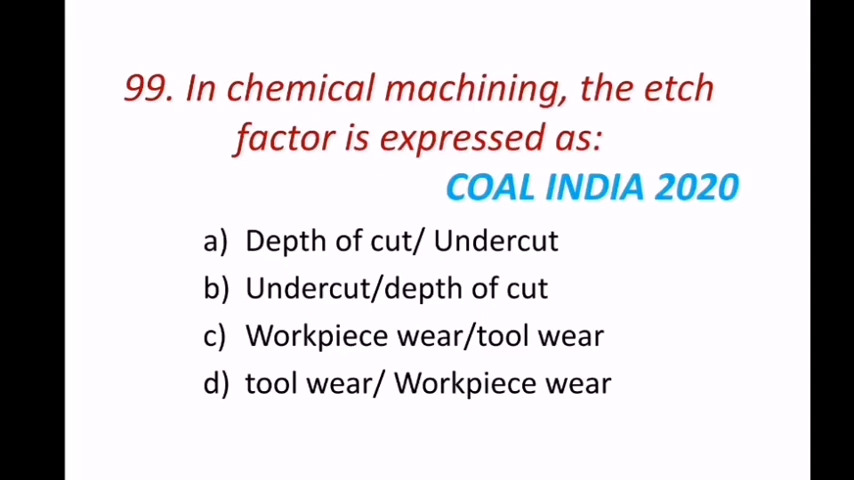 99. In chemical machining, the etch
factor is expressed as:
COAL INDIA 2020
a) Depth of cut/ Undercut
b) Undercut/depth of cut
c) Workpiece wear/tool wear
d) tool wear/ Workpiece wear